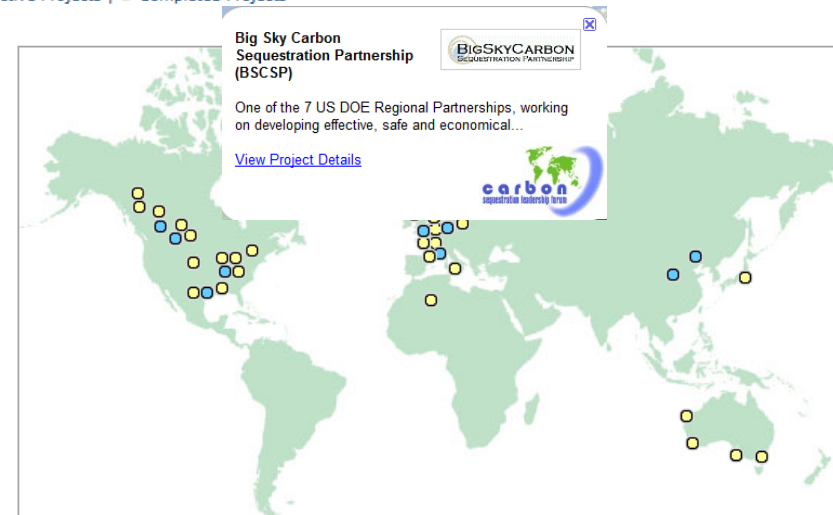 Big Sky Carbon
Sequestration Partnership
(BSCSP)
BIGSKYCARBON
SEQUESTRATION PARTNERSHIP
One of the 7 US DOE Regional Partnerships, working
on developing effective, safe and economical...
View Project Details
carbon
sequestration leadership forum